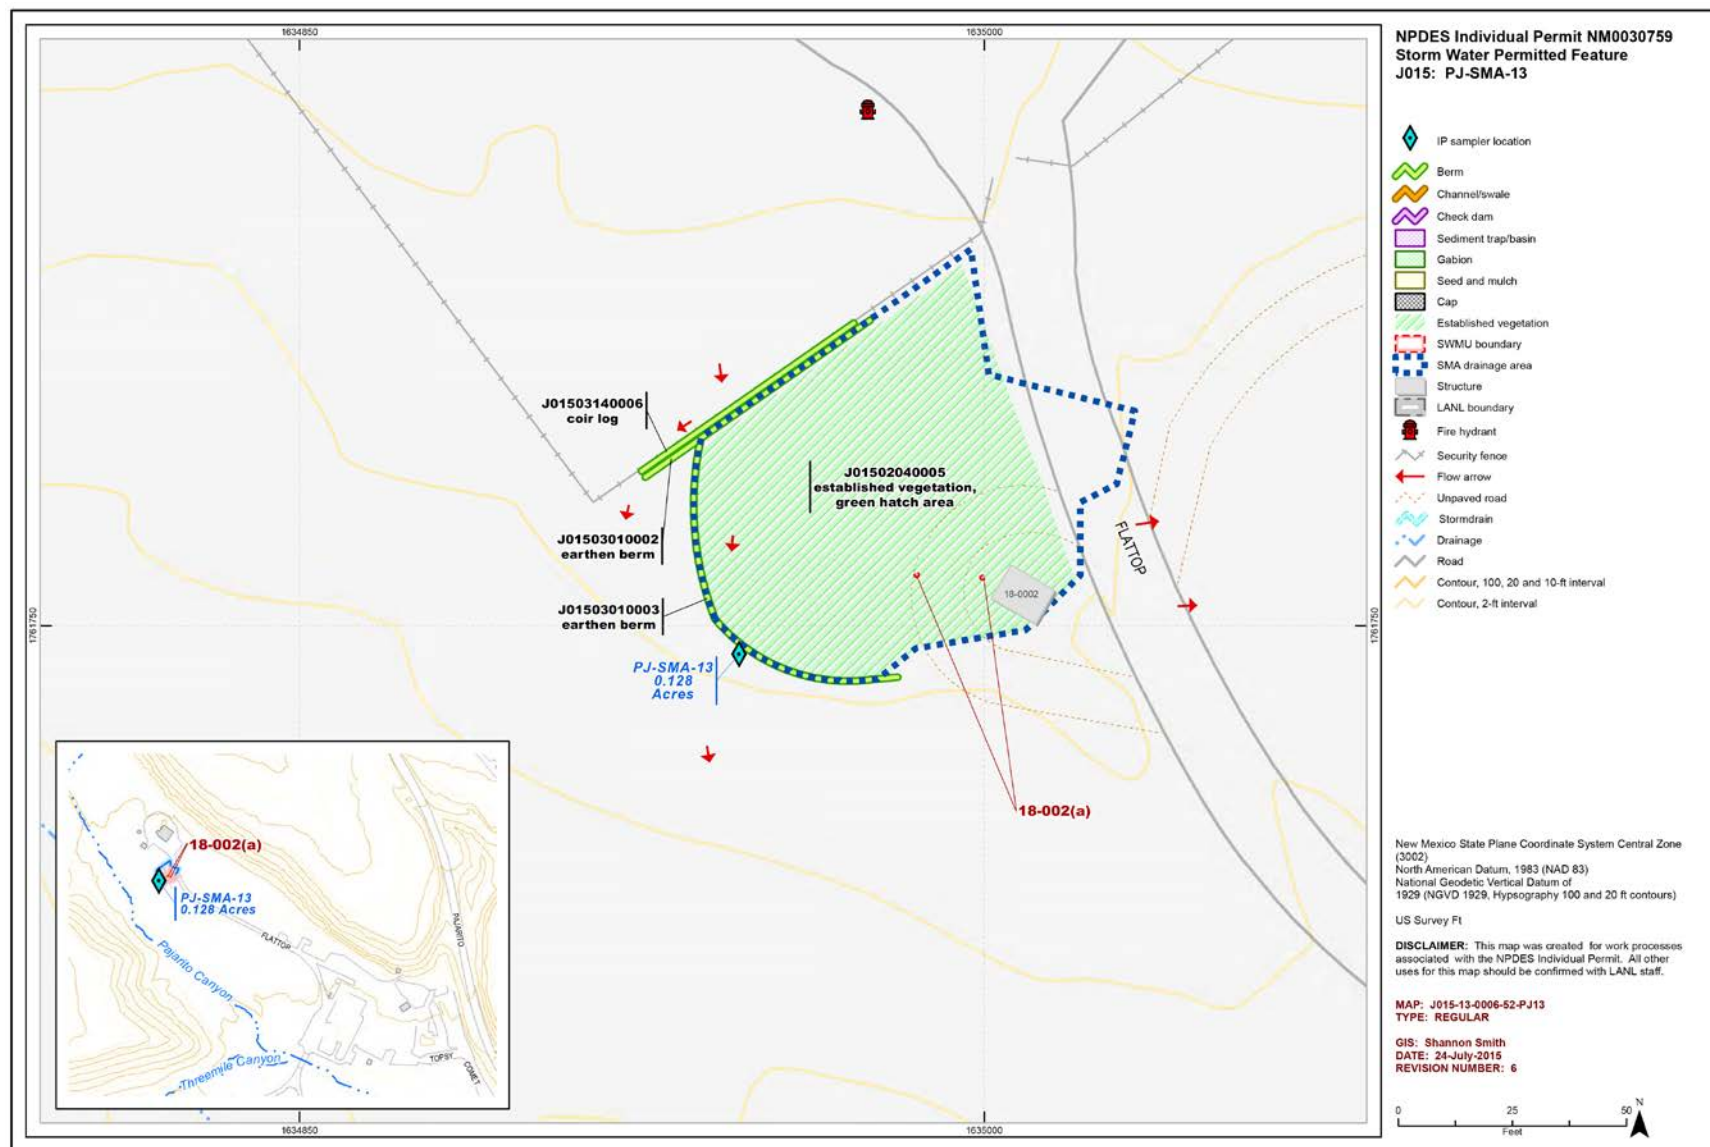 1634850
1635000
NPDES Individual Permit NM0030759
Storm Water Permitted Feature
J015: PJ-SMA-13
IP sampler location
Berm
Channel/swale
Check dam
Sediment trap/basin
Gabion
Seed and mulch
Cap
Established vegetation
SWMU boundary
SMA drainage area
Structure
LANL boundary
Fire hydrant
Security fence
Flow arrow
Unpaved road
Stormdrain
Drainage
Road
Contour, 100, 20 and 10-ft interval
Contour, 2-ft interval
J01503140006
coir log
J01502040005
established vegetation,
green hatch area
J01503010002
earthen berm
FLATTOP
18-0002
J01503010003
earthen berm
1761750
1761750
PJ-SMA-13
0.128
Acres
18-002(a)
18-002(a)
PJ-SMA-13
0.128 Acres
FLATTOP
PAJARITO
Pajarito Canyon
Threemile Canyon
TOPSY
COMET
New Mexico State Plane Coordinate System Central Zone
(3002)
North American Datum, 1983 (NAD 83)
National Geodetic Vertical Datum of
1929 (NGVD 1929, Hypsography 100 and 20 ft contours)
US Survey Ft
DISCLAIMER: This map was created for work processes
associated with the NPDES Individual Permit. All other
uses for this map should be confirmed with LANL staff.
MAP: J015-13-0006-52-PJ13
TYPE: REGULAR
GIS: Shannon Smith
DATE: 24-July-2015
REVISION NUMBER: 6
0 25 50
Feet
N
1634850
1635000